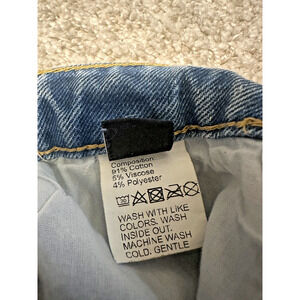 Composition:
91% Cotton
5% Viscose
4% Polyester
WASH WITH LIKE
COLORS. WASH
INSIDE OUT.
MACHINE WASH
COLD. GENTLE